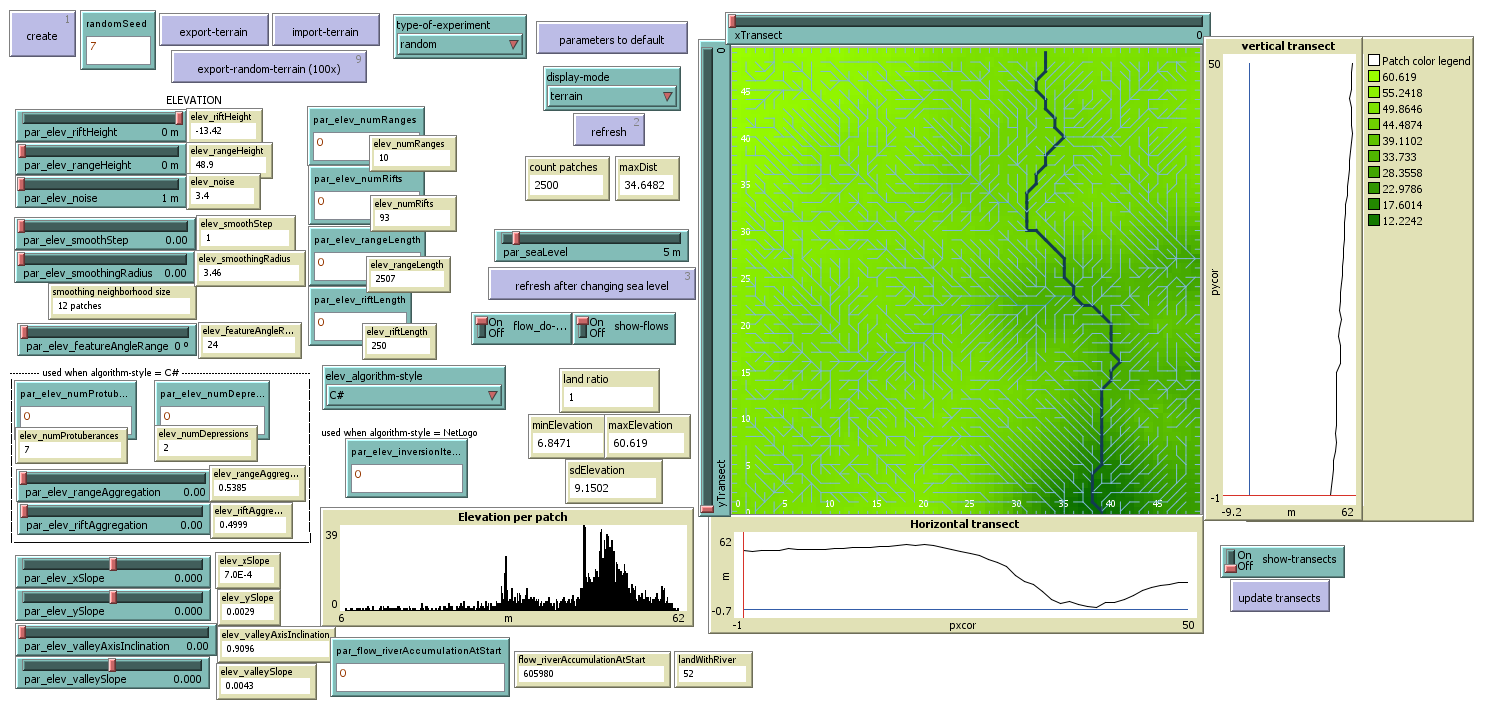 create
1
randomSeed
7
export-terrain
import-terrain
export-random-terrain (100x)
9
type-of-experiment
random
parameters to default
display-mode
terrain
refresh
2
count patches
2500
maxDist
34.6482
par_seaLevel 5 m
refresh after changing sea level
3
On
Off
flow_do-...
On
Off
show-flows
ELEVATION
par_elev_riftHeight 0 m
elev_riftHeight
-13.42
par_elev_rangeHeight 0 m
elev_rangeHeight
48.9
par_elev_noise 1 m
elev_noise
3.4
par_elev_smoothStep 0.00
elev_smoothStep
1
par_elev_smoothingRadius 0.00
elev_smoothingRadius
3.46
smoothing neighborhood size
12 patches
par_elev_featureAngleRange 0 º
elev_featureAngleR...
24
par_elev_numRanges
0
elev_numRanges
10
par_elev_numRifts
0
elev_numRifts
93
par_elev_rangeLength
0
elev_rangeLength
2507
par_elev_riftLength
0
elev_riftLength
250
used when algorithm-style = C#
par_elev_numProtub...
0
elev_numProtuberances
7
par_elev_numDepre...
0
elev_numDepressions
2
par_elev_rangeAggregation 0.00
elev_rangeAggreg...
0.5385
par_elev_riftAggregation 0.00
elev_riftAggre...
0.4999
elev_algorithm-style
C#
used when algorithm-style = NetLogo
par_elev_inversionIte...
0
land ratio
1
minElevation
6.8471
maxElevation
60.619
sdElevation
9.1502
par_elev_xSlope 0.000
elev_xSlope
7.0E-4
par_elev_ySlope 0.000
elev_ySlope
0.0029
par_elev_valleyAxisInclination 0.00
elev_valleyAxisInclination
0.9096
par_elev_valleySlope 0.000
elev_valleySlope
0.0043
Elevation per patch
39
0
6
m
62
par_flow_riverAccumulationAtStart
0
flow_riverAccumulationAtStart
605980
landWithRiver
52
xTransect 0
yTransect 0
45
40
35
30
25
20
15
10
5
0
0 5 10 15 20 25 30 35 40 45
vertical transect
50
pycor
-1
-9.2
m
62
Patch color legend
60.619
55.2418
49.8646
44.4874
39.1102
33.733
28.3558
22.9786
17.6014
12.2242
Horizontal transect
62
m
-0.7
-1
pxcor
50
On
Off
show-transects
update transects